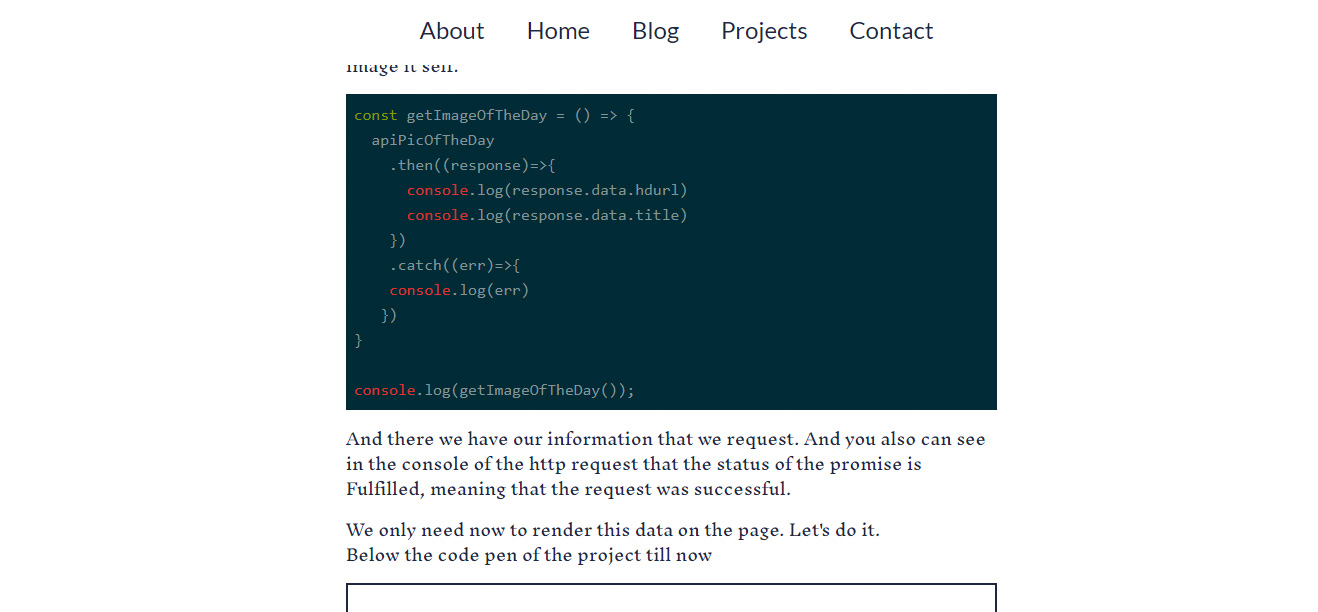 About Home Blog Projects Contact
image it self.
const getImageOfTheDay = () => {
  apiPicOfTheDay
    .then((response)=>{
      console.log(response.data.hdurl)
      console.log(response.data.title)
    })
    .catch((err)=>{
    console.log(err)
   })
}
console.log(getImageOfTheDay());
And there we have our information that we request. And you also can see
in the console of the http request that the status of the promise is
Fulfilled, meaning that the request was successful.
We only need now to render this data on the page. Let's do it.
Below the code pen of the project till now